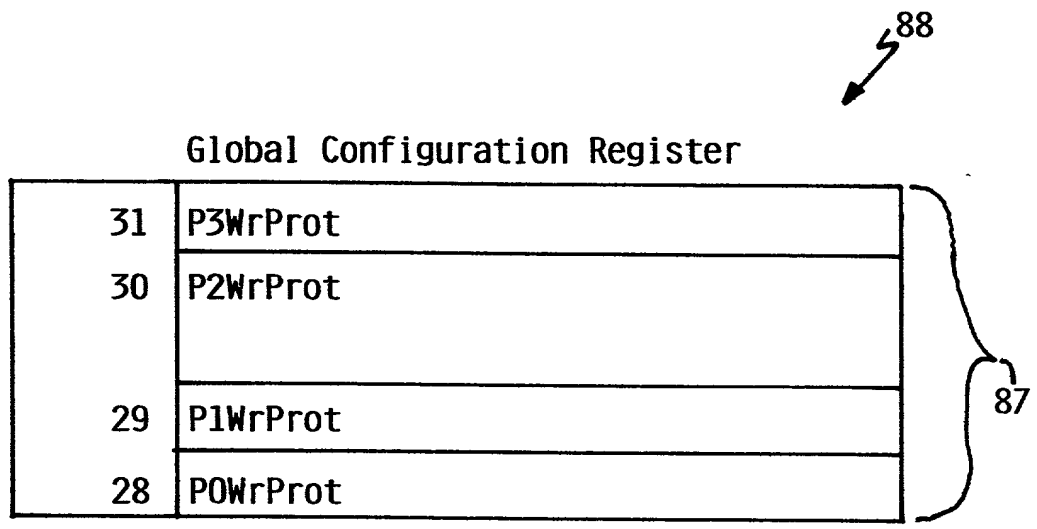 88
Global Configuration Register
31 P3WrProt
30 P2WrProt
29 P1WrProt
28 P0WrProt
87